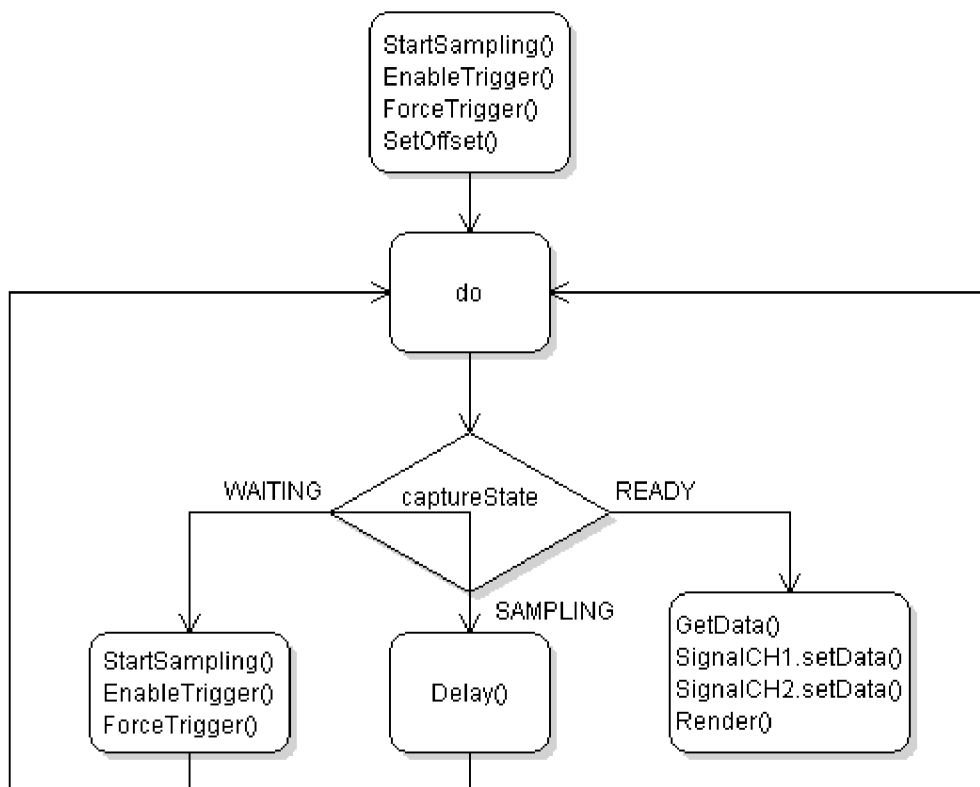 StartSampling()
EnableTrigger()
ForceTrigger()
SetOffset()
do
captureState
WAITING
READY
SAMPLING
StartSampling()
EnableTrigger()
ForceTrigger()
Delay()
GetData()
SignalCH1.setData()
SignalCH2.setData()
Render()